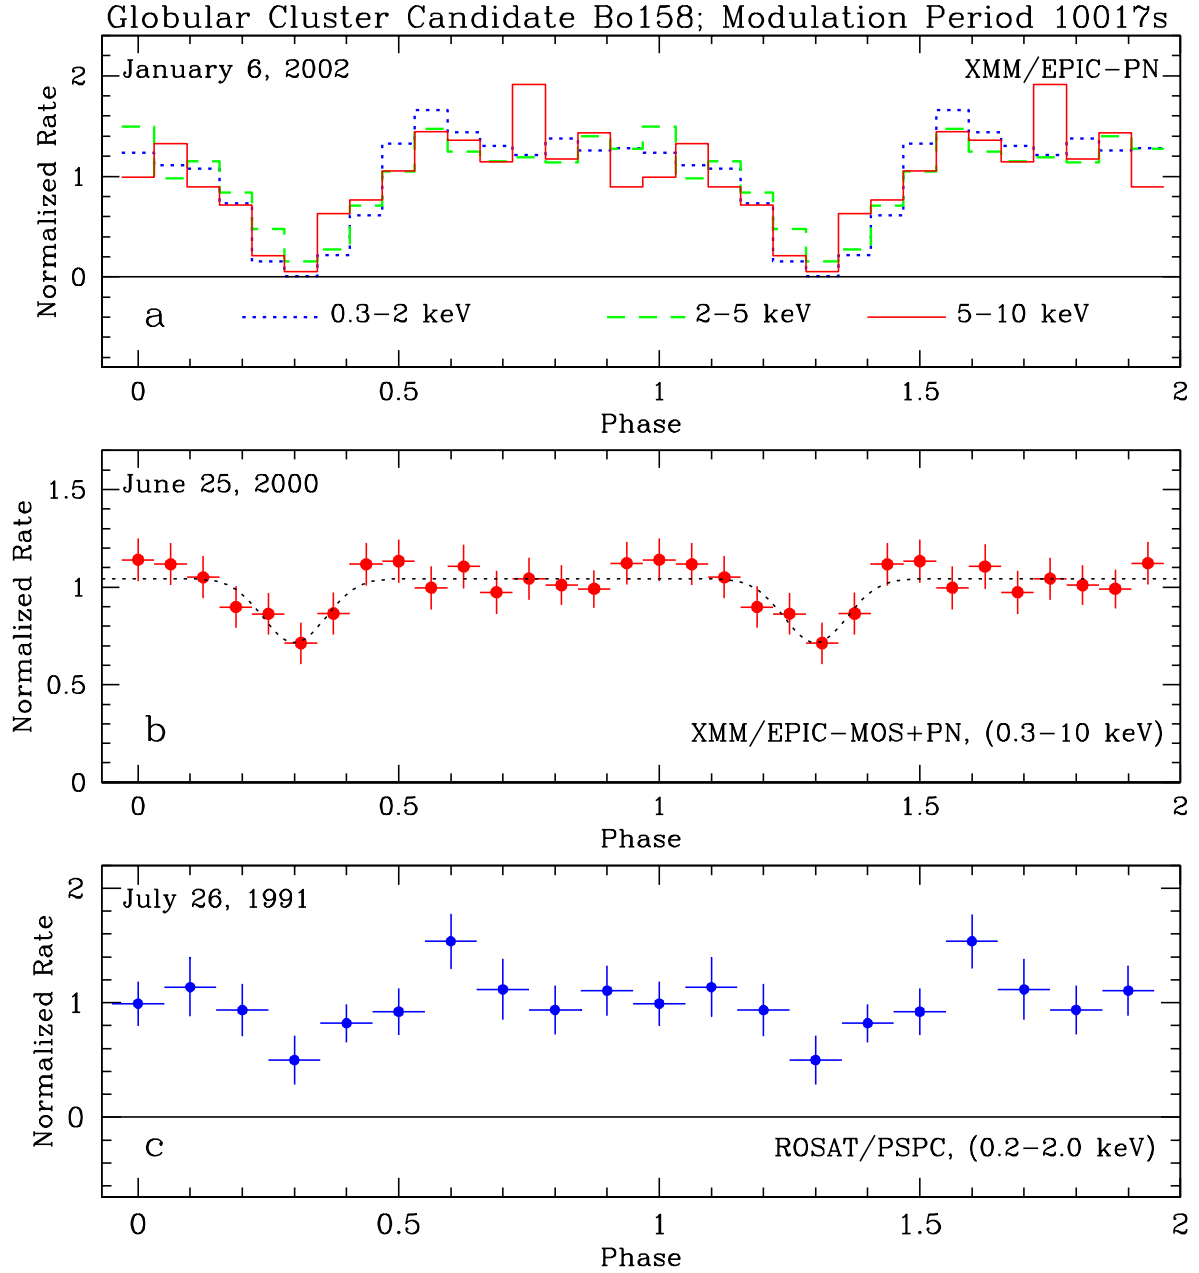 Globular Cluster Candidate Bo158; Modulation Period 10017s
January 6, 2002
XMM/EPIC-PN
2
1
0
Normalized Rate
a
0.3-2 keV
2-5 keV
5-10 keV
0
0.5
1
1.5
2
Phase
June 25, 2000
1.5
1
0.5
0
Normalized Rate
b
XMM/EPIC-MOS+PN, (0.3-10 keV)
0
0.5
1
1.5
2
Phase
July 26, 1991
2
1
0
Normalized Rate
c
ROSAT/PSPC, (0.2-2.0 keV)
0
0.5
1
1.5
2
Phase